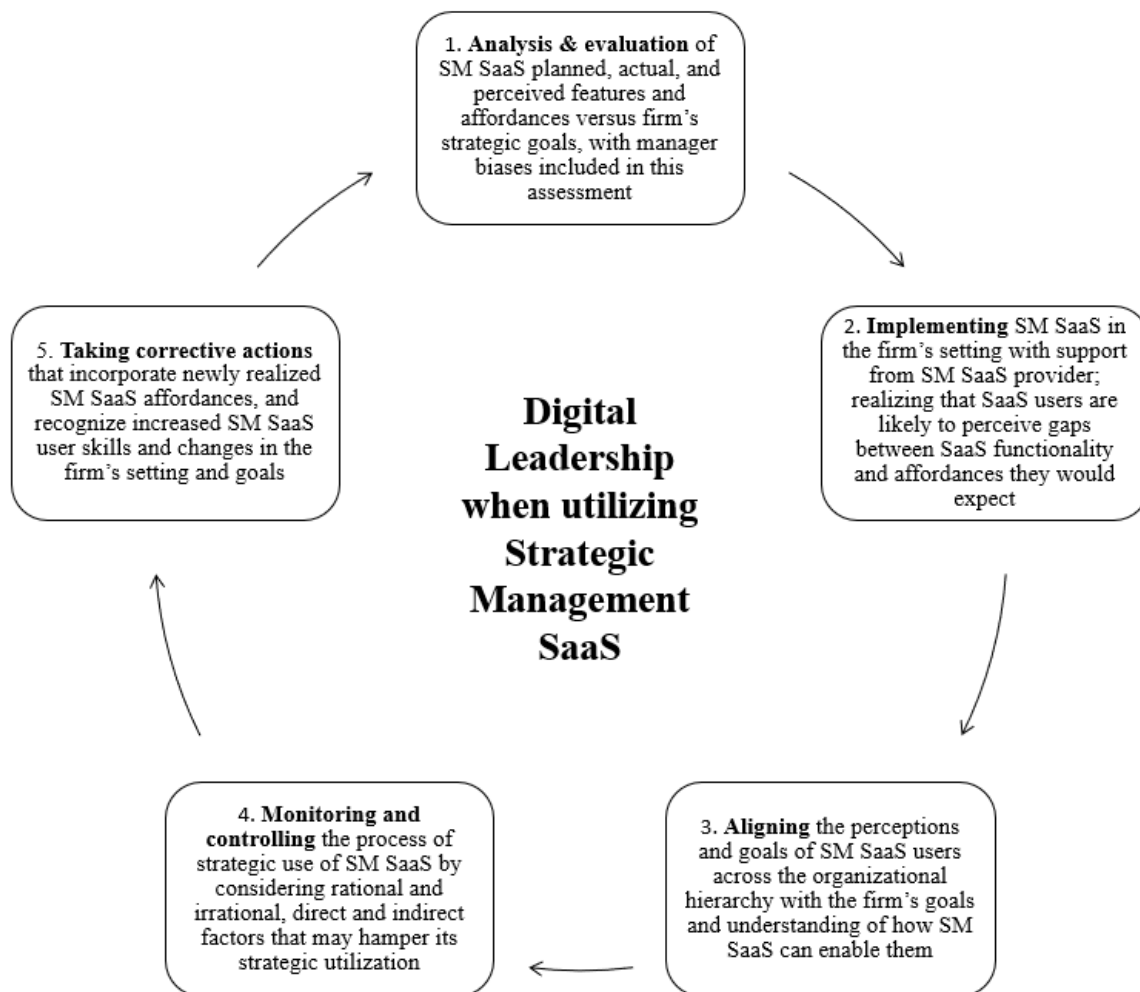 1. Analysis & evaluation of
SM SaaS planned, actual, and
perceived features and
affordances versus firm’s
strategic goals, with manager
biases included in this
assessment
2. Implementing SM SaaS in
the firm’s setting with support
from SM SaaS provider;
realizing that SaaS users are
likely to perceive gaps
between SaaS functionality
and affordances they would
expect
3. Aligning the perceptions
and goals of SM SaaS users
across the organizational
hierarchy with the firm’s goals
and understanding of how SM
SaaS can enable them
4. Monitoring and
controlling the process of
strategic use of SM SaaS by
considering rational and
irrational, direct and indirect
factors that may hamper its
strategic utilization
5. Taking corrective actions
that incorporate newly realized
SM SaaS affordances, and
recognize increased SM SaaS
user skills and changes in the
firm’s setting and goals
Digital
Leadership
when utilizing
Strategic
Management
SaaS